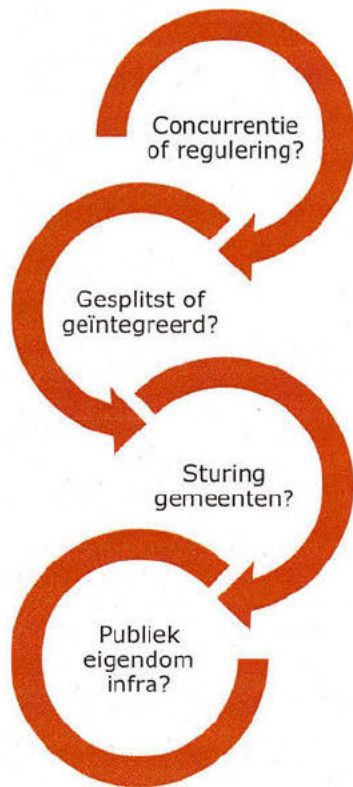 Concurrentie
of regulering?
Gesplitst of
geïntegreerd?
Sturing
gemeenten?
Publiek
eigendom
infra?